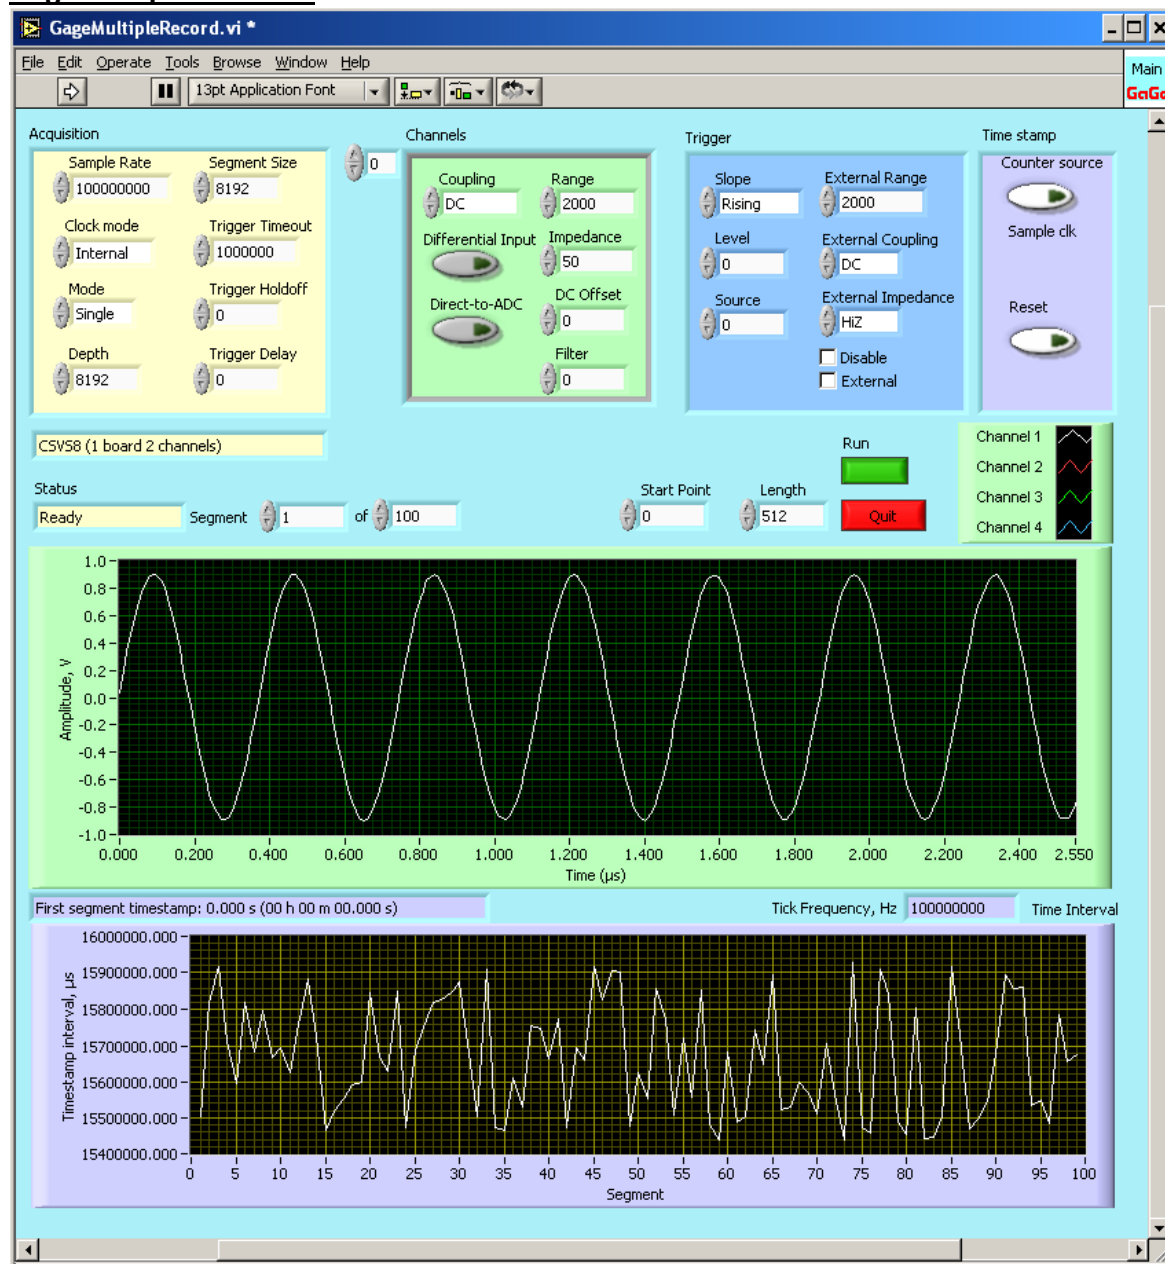 GageMultipleRecord.vi *
File Edit Operate Tools Browse Window Help
13pt Application Font
Main
GaGe
Acquisition
Sample Rate
100000000
Segment Size
8192
Clock mode
Internal
Trigger Timeout
1000000
Mode
Single
Trigger Holdoff
0
Depth
8192
Trigger Delay
0
0
Channels
Coupling
DC
Range
2000
Differential Input
Impedance
50
Direct-to-ADC
DC Offset
0
Filter
0
Trigger
Slope
Rising
External Range
2000
Level
0
External Coupling
DC
Source
0
External Impedance
HiZ
Disable
External
Time stamp
Counter source
Sample clk
Reset
CSVS8 (1 board 2 channels)
Status
Ready
Segment 1 of 100
Start Point
0
Length
512
Run
Quit
Channel 1
Channel 2
Channel 3
Channel 4
Amplitude, V
1.0
0.8
0.6
0.4
0.2
0.0
-0.2
-0.4
-0.6
-0.8
-1.0
0.000 0.200 0.400 0.600 0.800 1.000 1.200 1.400 1.600 1.800 2.000 2.200 2.400 2.550
Time (µs)
First segment timestamp: 0.000 s (00 h 00 m 00.000 s)
Tick Frequency, Hz 100000000 Time Interval
Timestamp interval, µs
16000000.000
15900000.000
15800000.000
15700000.000
15600000.000
15500000.000
15400000.000
0 5 10 15 20 25 30 35 40 45 50 55 60 65 70 75 80 85 90 95 100
Segment